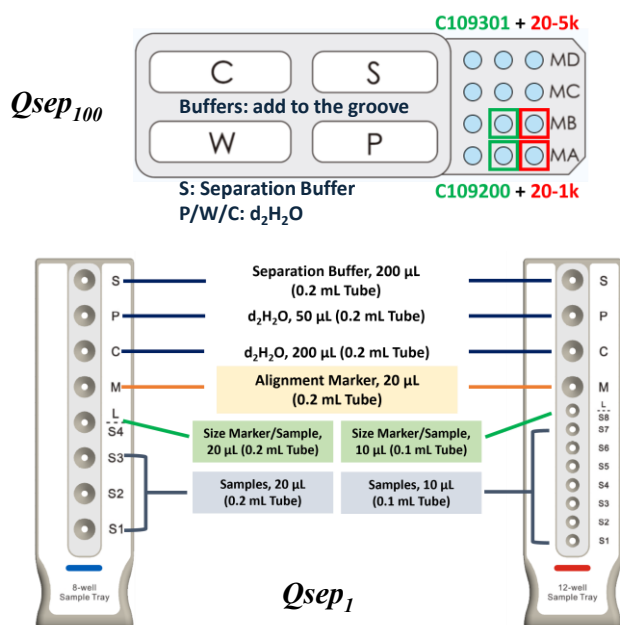 C109301 + 20-5k
C S MD
MC
Buffers: add to the groove
Qsep100
W P MB
MA
S: Separation Buffer
C109200 + 20-1k
P/W/C: d2H2O
S Separation Buffer, 200 µL S
(0.2 mL Tube)
P d2H2O, 50 µL (0.2 mL Tube) P
C d2H2O, 200 µL (0.2 mL Tube) C
M Alignment Marker, 20 µL M
(0.2 mL Tube)
L
S4
Size Marker/Sample,
20 µL (0.2 mL Tube)
Size Marker/Sample,
10 µL (0.1 mL Tube)
L
S8
S7
S3
S2
S1
Samples, 20 µL
(0.2 mL Tube)
Samples, 10 µL
(0.1 mL Tube)
S6
S5
S4
S3
S2
S1
8-well
Sample Tray
Qsep1
12-well
Sample Tray